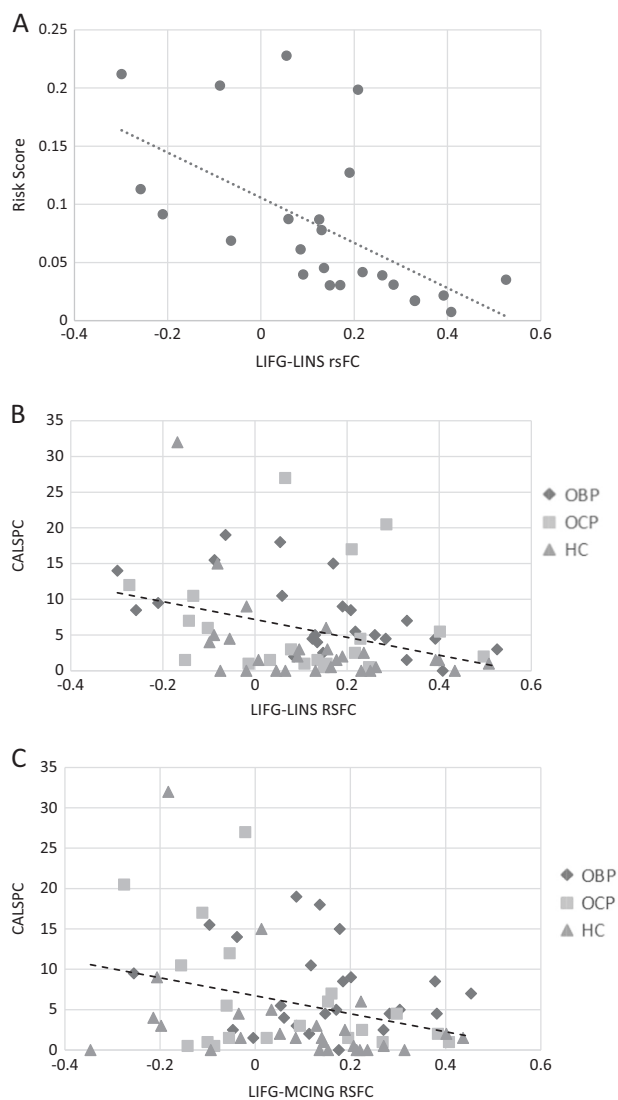 A
Risk Score
0.25
0.2
0.15
0.1
0.05
0
-0.4 -0.2 0 0.2 0.4 0.6
LIFG-LINS rsFC
B
CALSPC
35
30
25
20
15
10
5
0
-0.4 -0.2 0 0.2 0.4 0.6
LIFG-LINS RSFC
OBP
OCP
HC
C
CALSPC
35
30
25
20
15
10
5
0
-0.4 -0.2 0 0.2 0.4 0.6
LIFG-MCING RSFC
OBP
OCP
HC